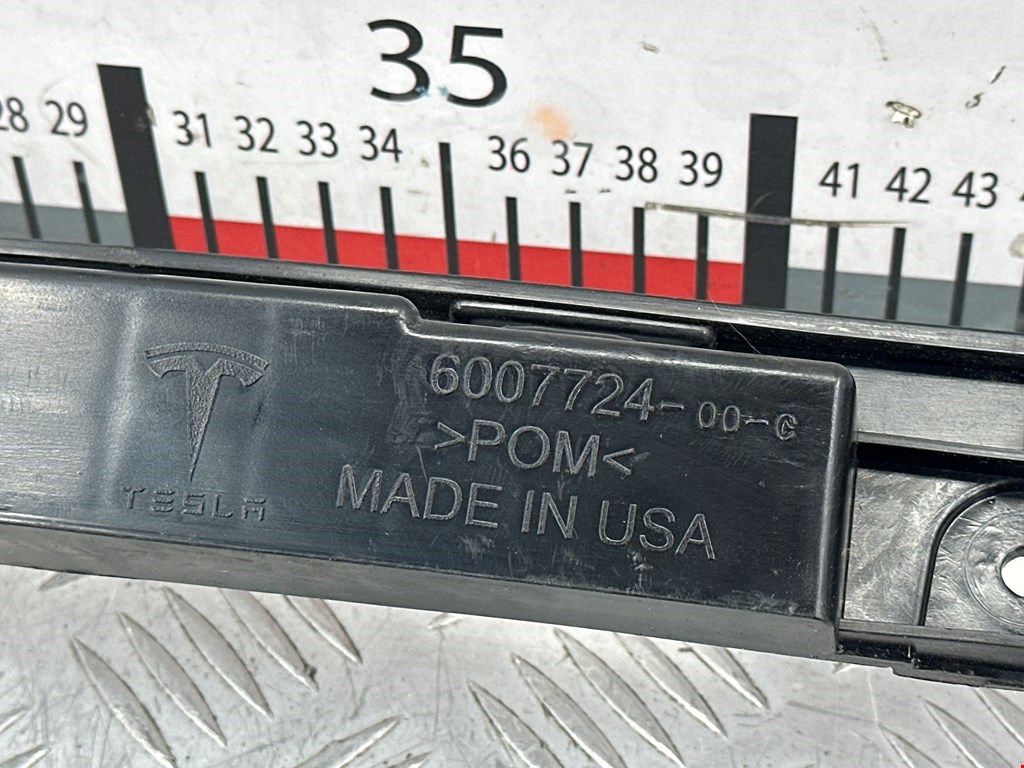 35
28 29 31 32 33 34 36 37 38 39 41 42 43
6007724-00-C
>POM<
MADE IN USA
TESLA